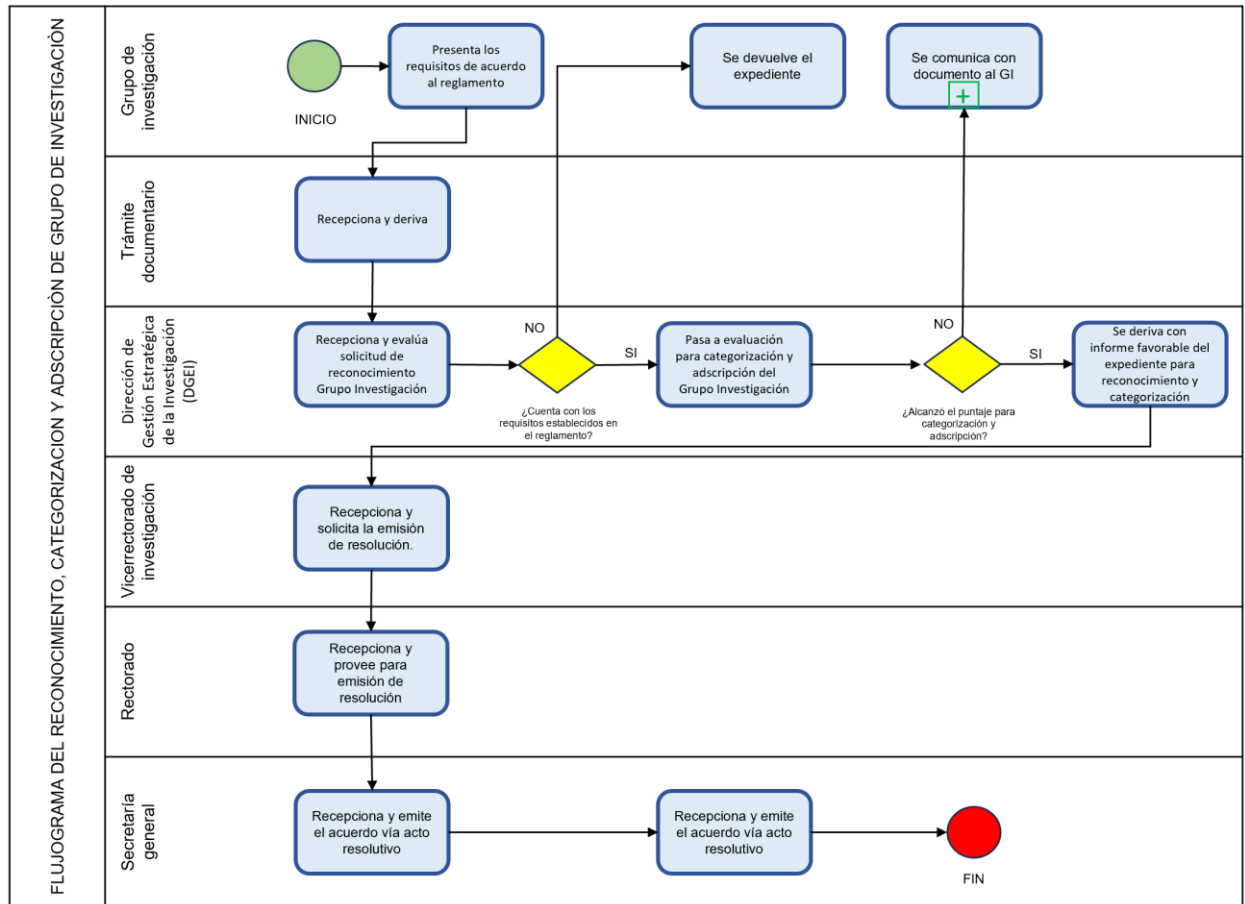 FLUJOGRAMA DEL RECONOCIMIENTO, CATEGORIZACION Y ADSCRIPCIÓN DE GRUPO DE INVESTIGACIÓN
Grupo de
investigación
INICIO
Presenta los
requisitos de acuerdo
al reglamento
Se devuelve el
expediente
Se comunica con
documento al GI
+
Trámite
documentario
Recepciona y deriva
Dirección de
Gestión Estratégica
de la Investigación
(DGEI)
Recepciona y evalúa
solicitud de
reconocimiento
Grupo Investigación
NO
SI
¿Cuenta con los
requisitos establecidos en
el reglamento?
Pasa a evaluación
para categorización y
adscripción del
Grupo Investigación
NO
SI
¿Alcanzó el puntaje para
categorización y
adscripción?
Se deriva con
informe favorable del
expediente para
reconocimiento y
categorización
Vicerrectorado de
investigación
Recepciona y
solicita la emisión
de resolución.
Rectorado
Recepciona y
provee para
emisión de
resolución
Secretaría
general
Recepciona y emite
el acuerdo vía acto
resolutivo
Recepciona y emite
el acuerdo vía acto
resolutivo
FIN